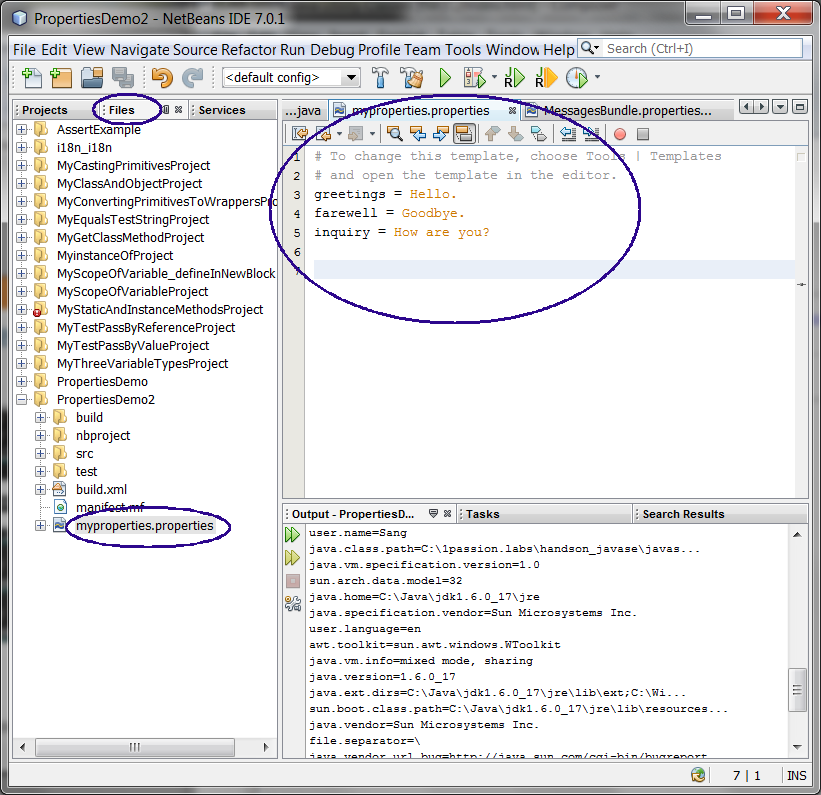 PropertiesDemo2 - NetBeans IDE 7.0.1
File Edit View Navigate Source Refactor Run Debug Profile Team Tools Window Help Search (Ctrl+I)
<default config>
Projects Files Services
AssertExample
i18n_i18n
MyCastingPrimitivesProject
MyClassAndObjectProject
MyConvertingPrimitivesToWrappersPro
MyEqualsTestStringProject
MyGetClassMethodProject
MyinstanceOfProject
MyScopeOfVariable_defineInNewBlock
MyScopeOfVariableProject
MyStaticAndInstanceMethodsProject
MyTestPassByReferenceProject
MyTestPassByValueProject
MyThreeVariableTypesProject
PropertiesDemo
PropertiesDemo2
build
nbproject
src
test
build.xml
manifest.mf
myproperties.properties
...java myproperties.properties MessagesBundle.properties...
1 # To change this template, choose Tools | Templates
2 # and open the template in the editor.
3 greetings = Hello.
4 farewell = Goodbye.
5 inquiry = How are you?
6
7
Output - PropertiesD... Tasks Search Results
user.name=Sang
java.class.path=C:\1passion.labs\handson_javase\javas...
java.vm.specification.version=1.0
sun.arch.data.model=32
java.home=C:\Java\jdk1.6.0_17\jre
java.specification.vendor=Sun Microsystems Inc.
user.language=en
awt.toolkit=sun.awt.windows.WToolkit
java.vm.info=mixed mode, sharing
java.version=1.6.0_17
java.ext.dirs=C:\Java\jdk1.6.0_17\jre\lib\ext;C:\Wi...
sun.boot.class.path=C:\Java\jdk1.6.0_17\jre\lib\resources...
java.vendor=Sun Microsystems Inc.
file.separator=\
java.vendor.url.bug=http://java.sun.com/cgi-bin/bugreport
7 | 1 INS